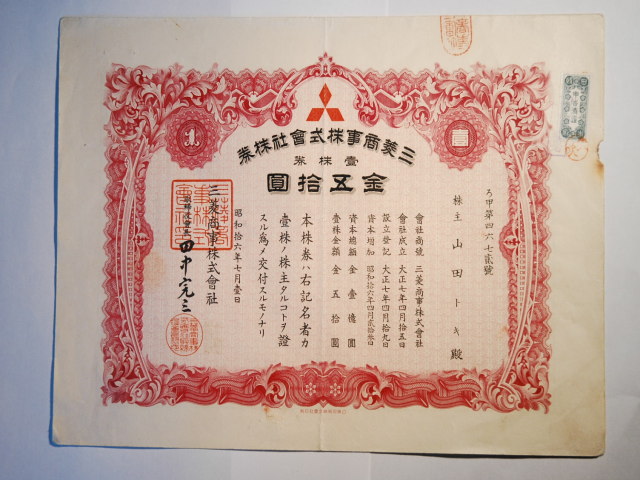 三菱商事株式會社株券
壹株券
金五拾圓
壹
ろ甲第四六七貳號
株主 山田トキ殿
會社商號 三菱商事株式會社
會社成立 大正七年四月拾五日
設立登記 大正七年四月拾九日
資本增加 昭和拾六年四月貳拾叁日
資本總額 金壹億圓
壹株金額 金五拾圓
本株券ハ右記名者カ
壹株ノ株主タルコトヲ證
スル爲メ交付スルモノナリ
昭和拾六年七月壹日
三菱商事株式會社
取締役會長 田中完三